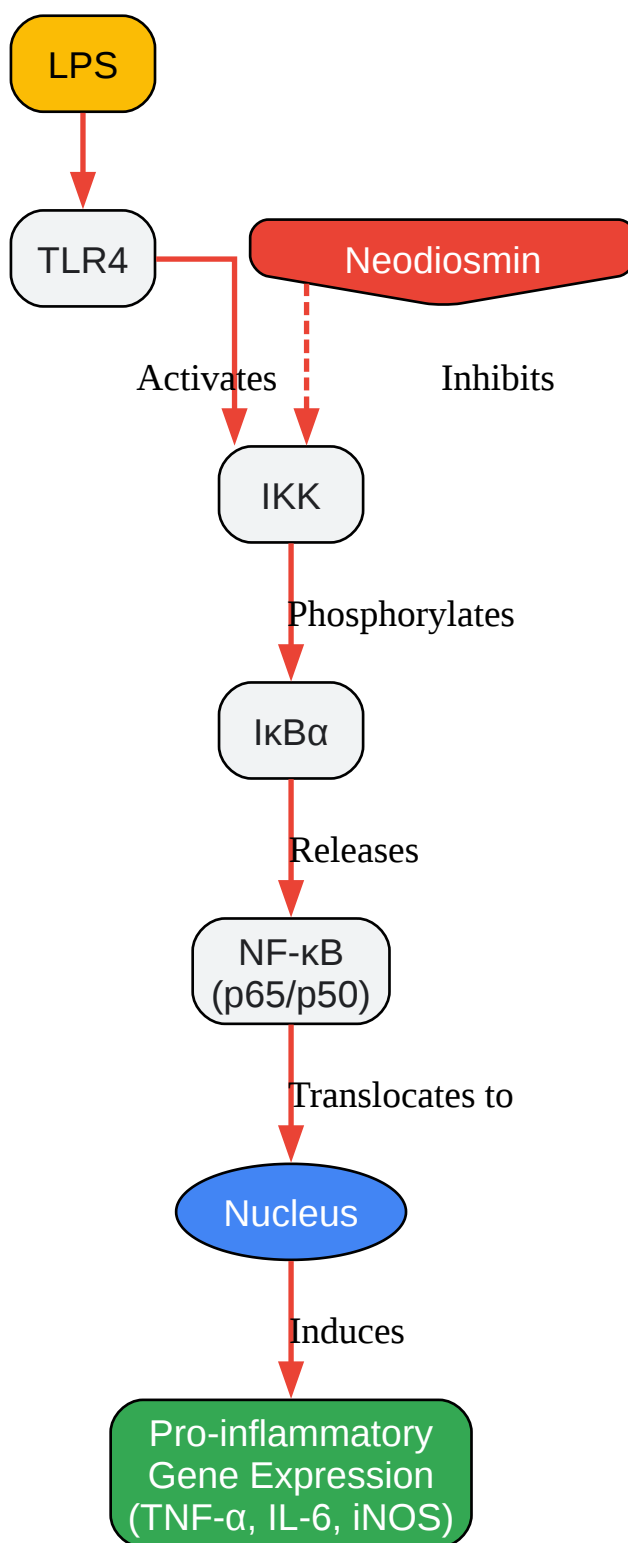 LPS
TLR4
Neodiosmin
Activates
Inhibits
IKK
Phosphorylates
IκBα
Releases
NF-κB
(p65/p50)
Translocates to
Nucleus
Induces
Pro-inflammatory
Gene Expression
(TNF-α, IL-6, iNOS)